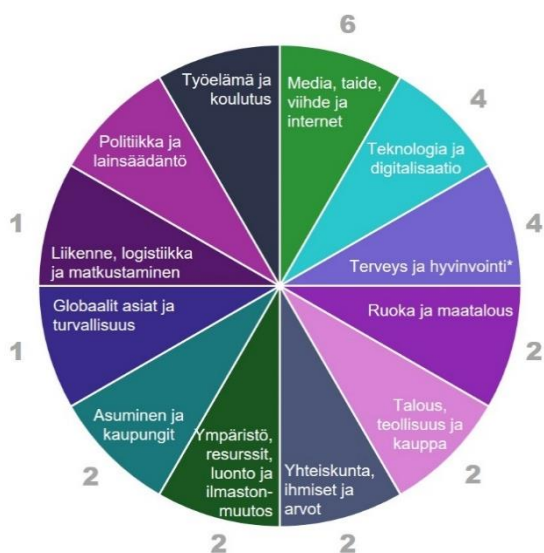 6
Media, taide,
viihde ja
internet
4
Teknologia ja
digitalisaatio
4
Terveys ja hyvinvointi*
Ruoka ja maatalous
2
Talous,
teollisuus ja
kauppa
2
Yhteiskunta,
ihmiset ja
arvot
2
Ympäristö,
resurssit,
luonto ja
ilmaston-
muutos
2
Asuminen ja
kaupungit
2
Globaalit asiat ja
turvallisuus
1
Liikenne, logistiikka
ja matkustaminen
1
Politiikka ja
lainsäädäntö
Työelämä ja
koulutus